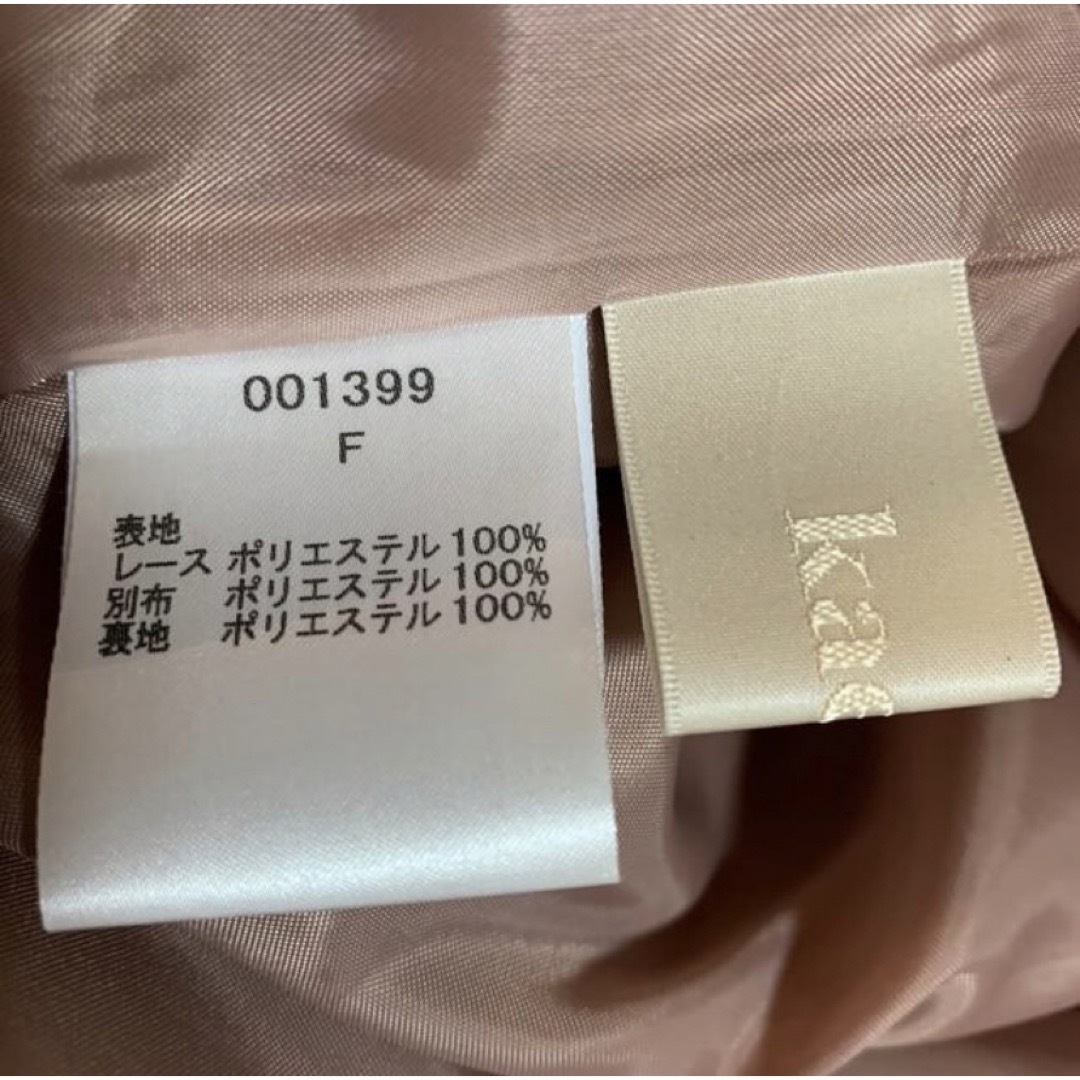 001399
F
表地
レース ポリエステル 100%
別布 ポリエステル 100%
裏地 ポリエステル 100%